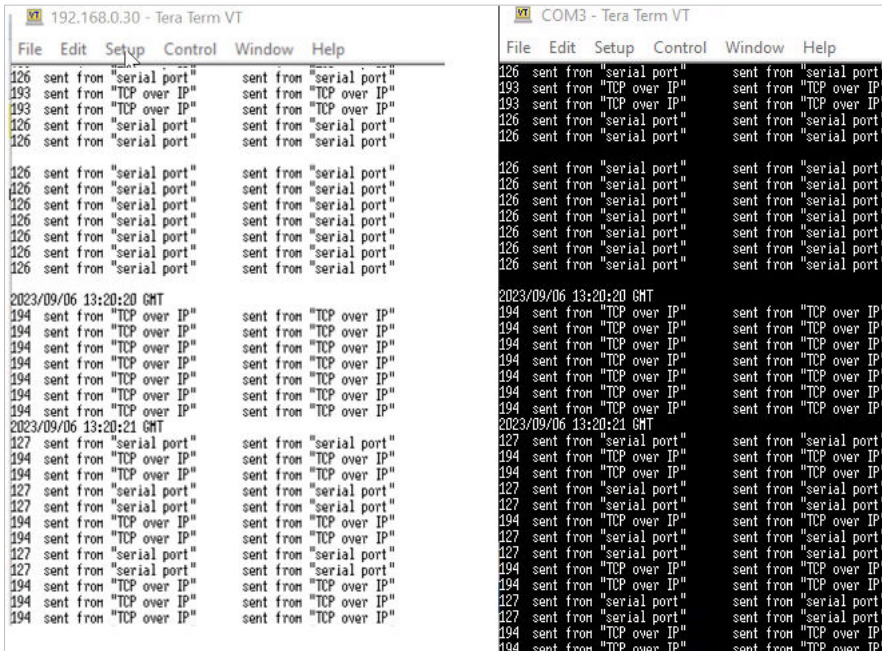 192.168.0.30 - Tera Term VT
File Edit Setup Control Window Help
126 sent from "serial port" sent from "serial port"
193 sent from "TCP over IP" sent from "TCP over IP"
193 sent from "TCP over IP" sent from "TCP over IP"
126 sent from "serial port" sent from "serial port"
126 sent from "serial port" sent from "serial port"
126 sent from "serial port" sent from "serial port"
126 sent from "serial port" sent from "serial port"
126 sent from "serial port" sent from "serial port"
126 sent from "serial port" sent from "serial port"
126 sent from "serial port" sent from "serial port"
126 sent from "serial port" sent from "serial port"
126 sent from "serial port" sent from "serial port"
2023/09/06 13:20:20 GMT
194 sent from "TCP over IP" sent from "TCP over IP"
194 sent from "TCP over IP" sent from "TCP over IP"
194 sent from "TCP over IP" sent from "TCP over IP"
194 sent from "TCP over IP" sent from "TCP over IP"
194 sent from "TCP over IP" sent from "TCP over IP"
194 sent from "TCP over IP" sent from "TCP over IP"
194 sent from "TCP over IP" sent from "TCP over IP"
2023/09/06 13:20:21 GMT
127 sent from "serial port" sent from "serial port"
194 sent from "TCP over IP" sent from "TCP over IP"
194 sent from "TCP over IP" sent from "TCP over IP"
127 sent from "serial port" sent from "serial port"
127 sent from "serial port" sent from "serial port"
194 sent from "TCP over IP" sent from "TCP over IP"
194 sent from "TCP over IP" sent from "TCP over IP"
127 sent from "serial port" sent from "serial port"
127 sent from "serial port" sent from "serial port"
194 sent from "TCP over IP" sent from "TCP over IP"
194 sent from "TCP over IP" sent from "TCP over IP"
194 sent from "TCP over IP" sent from "TCP over IP"
COM3 - Tera Term VT
File Edit Setup Control Window Help
126 sent from "serial port" sent from "serial port
193 sent from "TCP over IP" sent from "TCP over IP
193 sent from "TCP over IP" sent from "TCP over IP
126 sent from "serial port" sent from "serial port
126 sent from "serial port" sent from "serial port
126 sent from "serial port" sent from "serial port
126 sent from "serial port" sent from "serial port
126 sent from "serial port" sent from "serial port
126 sent from "serial port" sent from "serial port
126 sent from "serial port" sent from "serial port
126 sent from "serial port" sent from "serial port
126 sent from "serial port" sent from "serial port
2023/09/06 13:20:20 GMT
194 sent from "TCP over IP" sent from "TCP over IP
194 sent from "TCP over IP" sent from "TCP over IP
194 sent from "TCP over IP" sent from "TCP over IP
194 sent from "TCP over IP" sent from "TCP over IP
194 sent from "TCP over IP" sent from "TCP over IP
194 sent from "TCP over IP" sent from "TCP over IP
194 sent from "TCP over IP" sent from "TCP over IP
2023/09/06 13:20:21 GMT
127 sent from "serial port" sent from "serial port
194 sent from "TCP over IP" sent from "TCP over IP
194 sent from "TCP over IP" sent from "TCP over IP
127 sent from "serial port" sent from "serial port
127 sent from "serial port" sent from "serial port
194 sent from "TCP over IP" sent from "TCP over IP
127 sent from "serial port" sent from "serial port
127 sent from "serial port" sent from "serial port
194 sent from "TCP over IP" sent from "TCP over IP
194 sent from "TCP over IP" sent from "TCP over IP
127 sent from "serial port" sent from "serial port
127 sent from "serial port" sent from "serial port
194 sent from "TCP over IP" sent from "TCP over IP
194 sent from "TCP over IP" sent from "TCP over IP